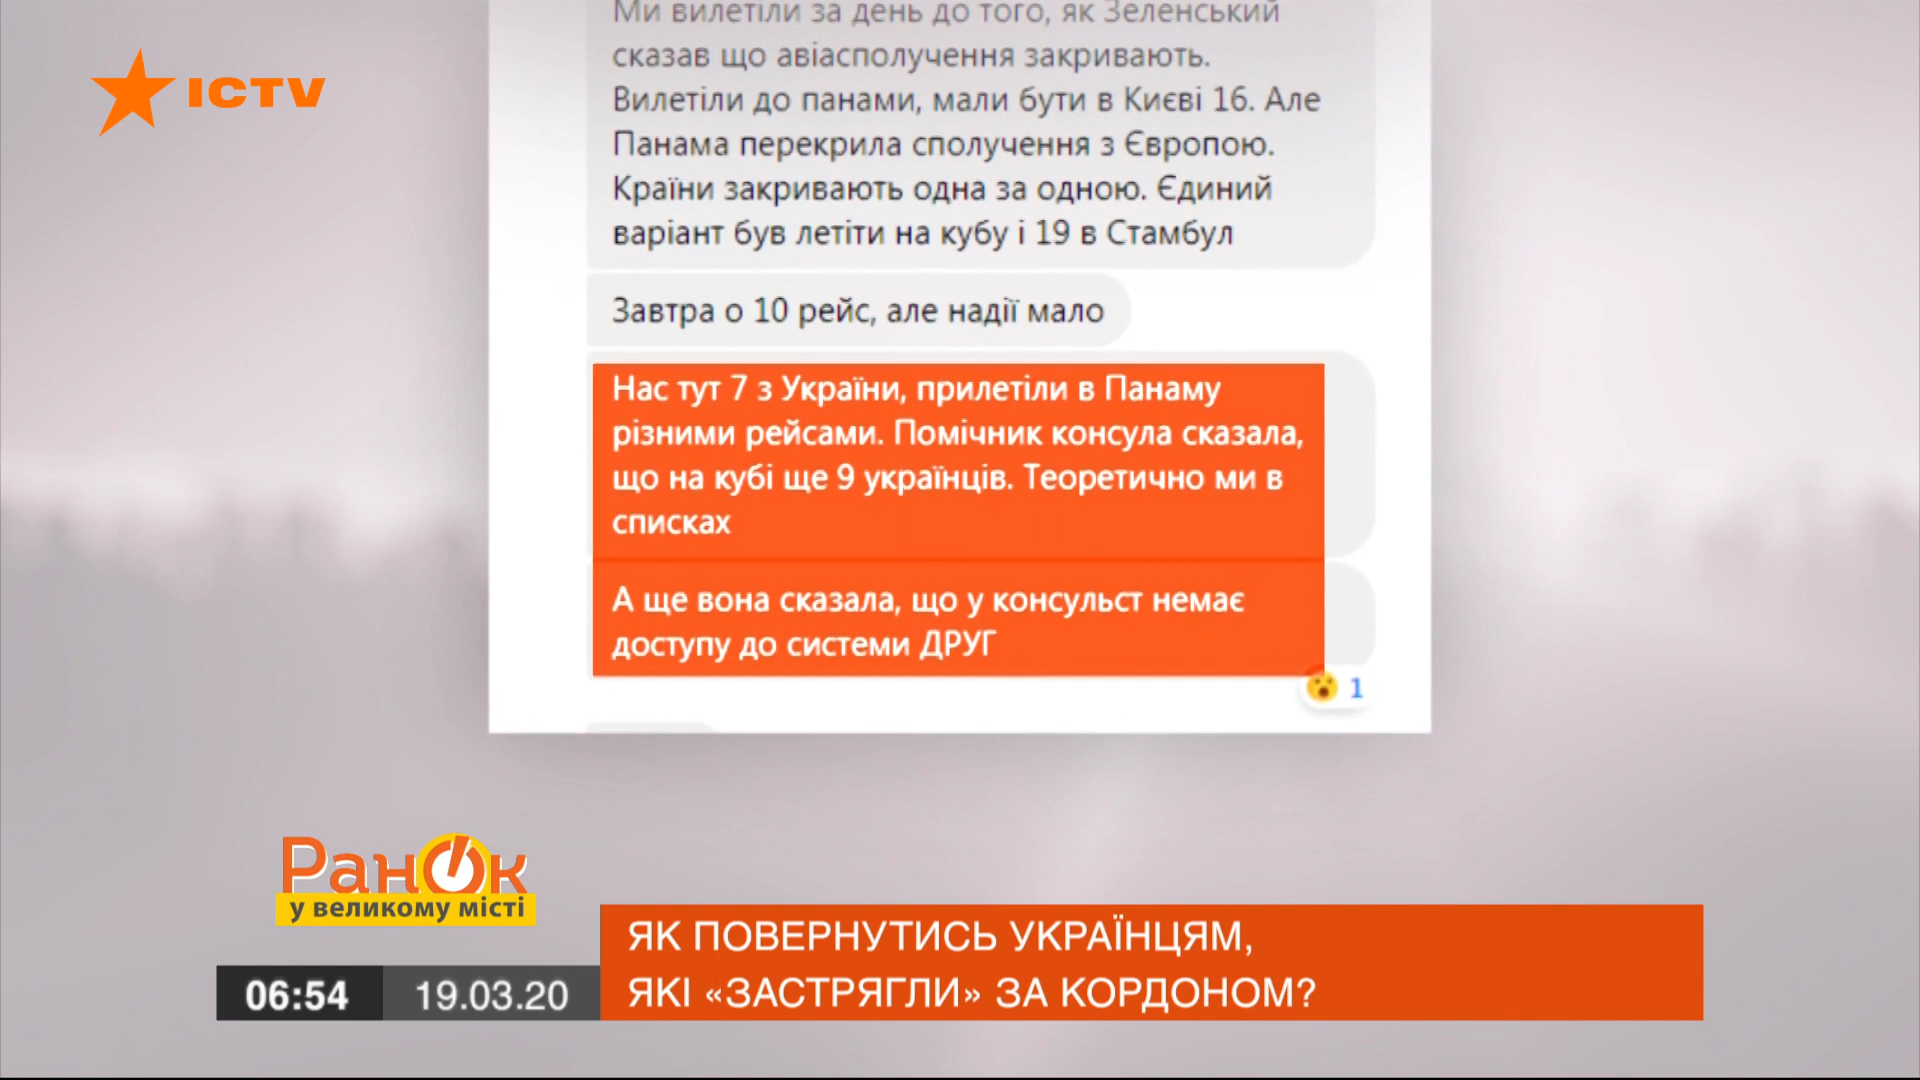 Ми вилетіли за день до того, як Зеленський
сказав що авіасполучення закривають.
Вилетіли до панами, мали бути в Києві 16. Але
Панама перекрила сполучення з Європою.
Країни закривають одна за одною. Єдиний
варіант був летіти на кубу і 19 в Стамбул
Завтра о 10 рейс, але надії мало
Нас тут 7 з України, прилетіли в Панаму
різними рейсами. Помічник консула сказала,
що на кубі ще 9 українців. Теоретично ми в
списках
А ще вона сказала, що у консульст немає
доступу до системи ДРУГ
1
ICTV
Ранок
у великому місті
06:54 19.03.20
ЯК ПОВЕРНУТИСЬ УКРАЇНЦЯМ,
ЯКІ «ЗАСТРЯГЛИ» ЗА КОРДОНОМ?